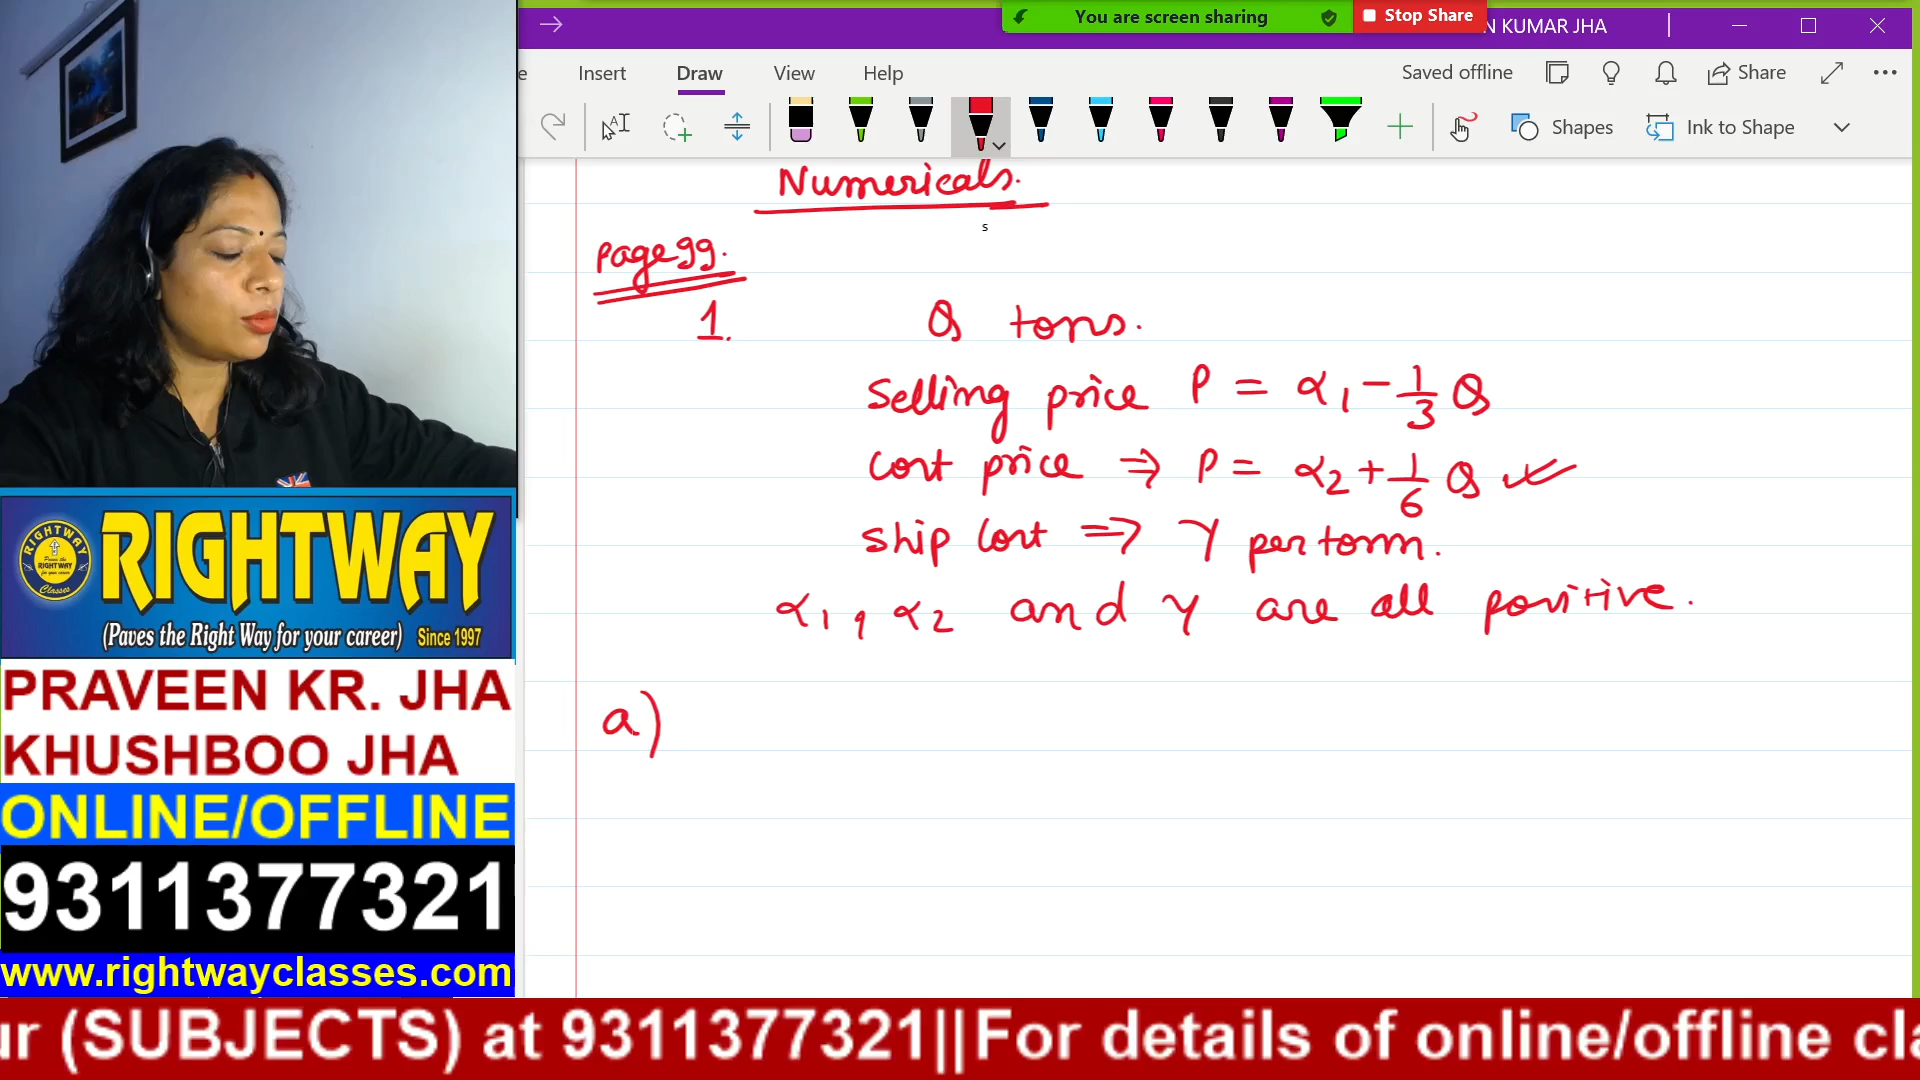 You are screen sharing
Stop Share
N KUMAR JHA
Insert
Draw
View
Help
Saved offline
Share
Shapes
Ink to Shape
Numericals.
s
Page 99.
1.
Q tons.
Selling price P = α1 - 1/3 Q
Cost price ⇒ P = α2 + 1/6 Q
Ship Cost ⇒ γ per tonn.
α1, α2 and γ are all positive.
a)
RIGHTWAY
Classes
RIGHTWAY
(Paves the Right Way for your career) Since 1997
PRAVEEN KR. JHA
KHUSHBOO JHA
ONLINE/OFFLINE
9311377321
www.rightwayclasses.com
ur (SUBJECTS) at 9311377321||For details of online/offline cla